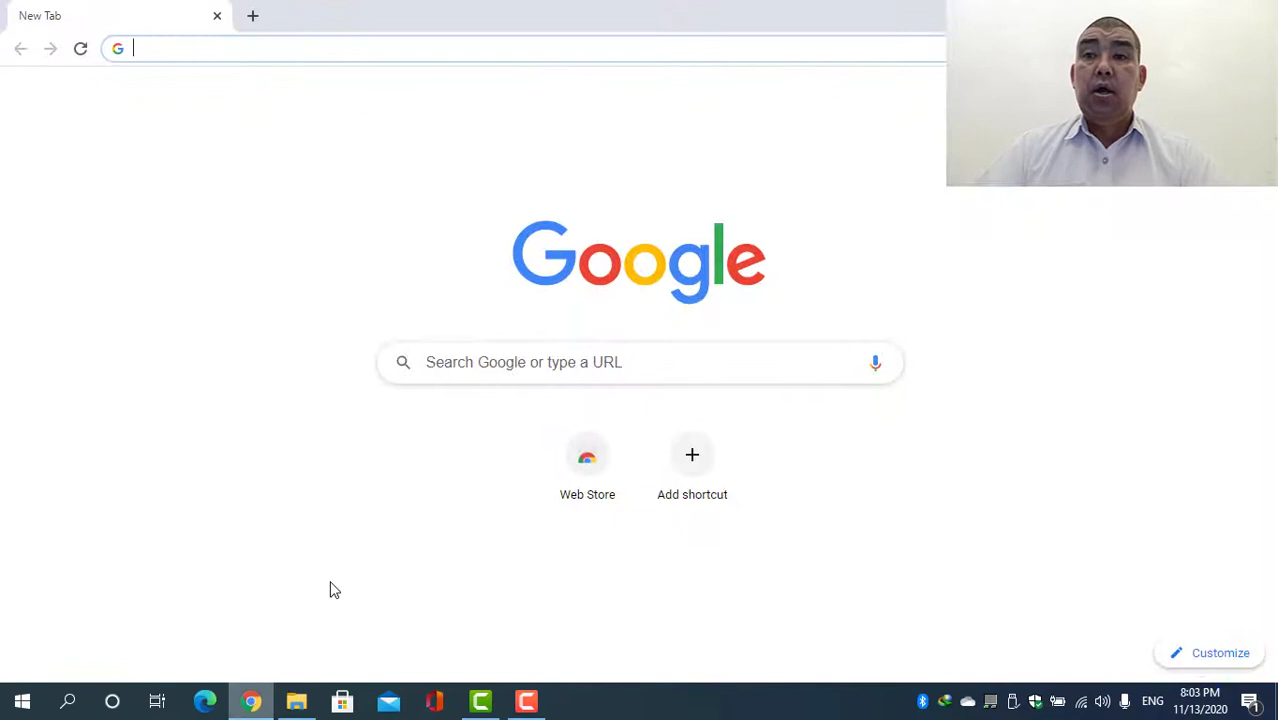 New Tab
Google
Search Google or type a URL
Web Store
Add shortcut
Customize
ENG
8:03 PM
11/13/2020
1